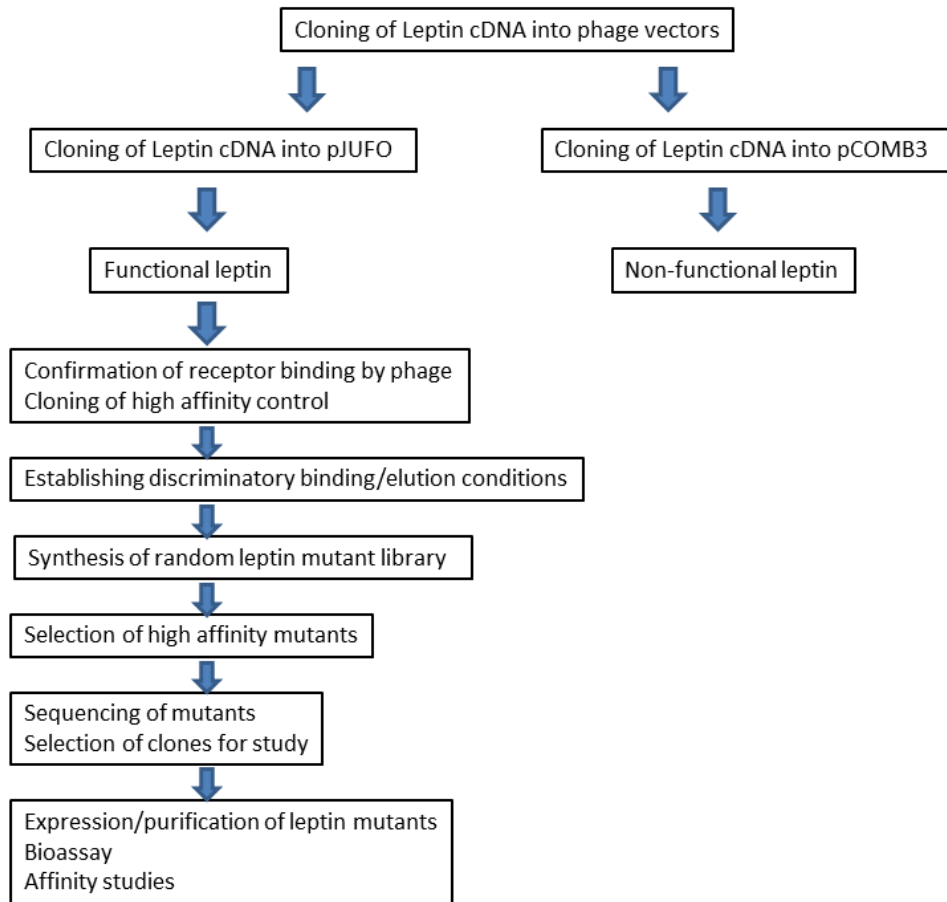 Cloning of Leptin cDNA into phage vectors
Cloning of Leptin cDNA into pJUFO
Cloning of Leptin cDNA into pCOMB3
Functional leptin
Non-functional leptin
Confirmation of receptor binding by phage
Cloning of high affinity control
Establishing discriminatory binding/elution conditions
Synthesis of random leptin mutant library
Selection of high affinity mutants
Sequencing of mutants
Selection of clones for study
Expression/purification of leptin mutants
Bioassay
Affinity studies